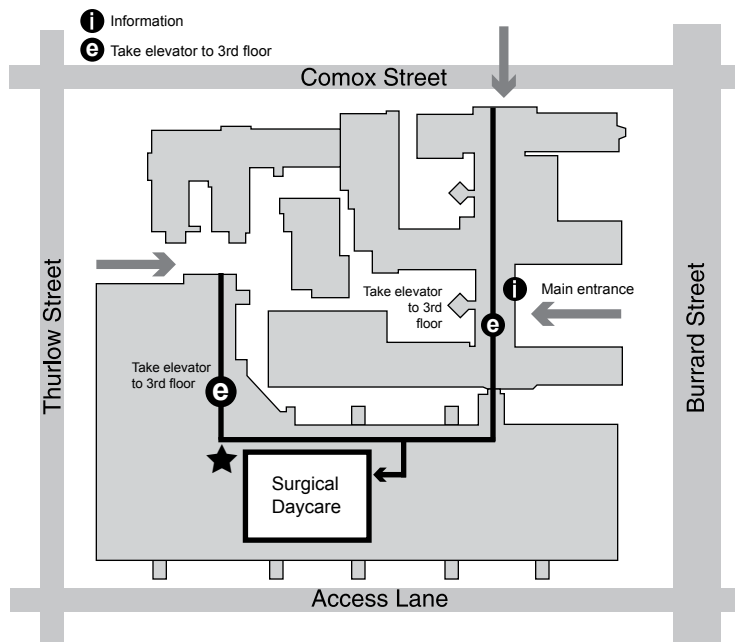 i Information
e Take elevator to 3rd floor
Comox Street
Thurlow Street
Burrard Street
Take elevator
to 3rd
floor
i
Main entrance
e
Take elevator
to 3rd floor
e
Surgical
Daycare
Access Lane